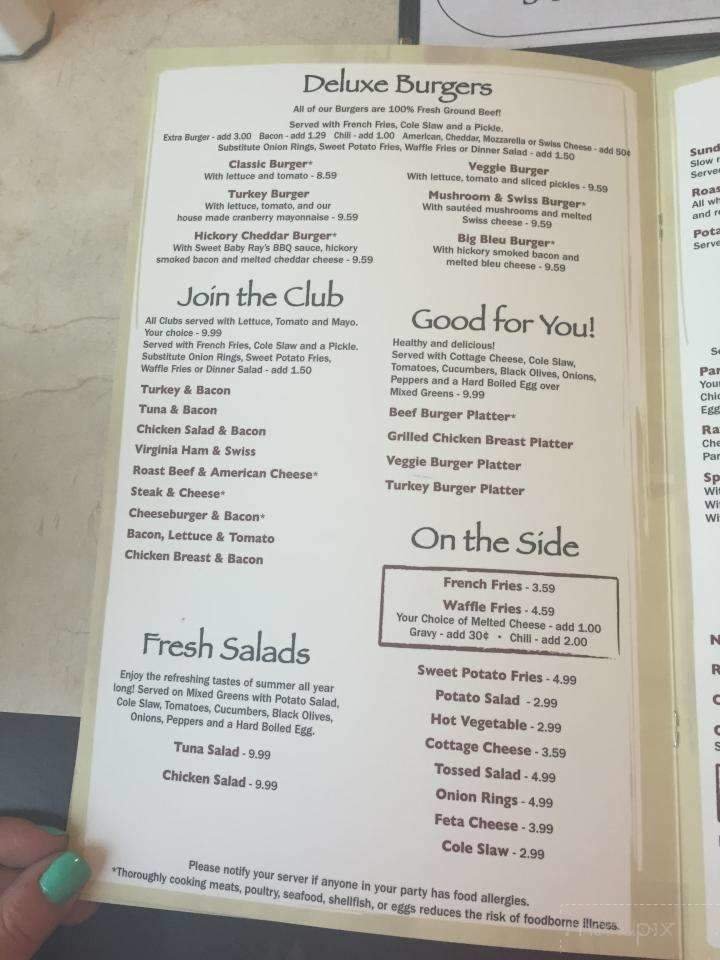 Deluxe Burgers
All of our Burgers are 100% Fresh Ground Beef!
Served with French Fries, Cole Slaw and a Pickle.
Extra Burger - add 3.00 Bacon - add 1.29 Chili - add 1.00 American, Cheddar, Mozzarella or Swiss Cheese - add 50¢
Substitute Onion Rings, Sweet Potato Fries, Waffle Fries or Dinner Salad - add 1.50
Classic Burger*
With lettuce and tomato - 8.59
Turkey Burger
With lettuce, tomato, and our
house made cranberry mayonnaise - 9.59
Hickory Cheddar Burger*
With Sweet Baby Ray's BBQ sauce, hickory
smoked bacon and melted cheddar cheese - 9.59
Veggie Burger
With lettuce, tomato and sliced pickles - 9.59
Mushroom & Swiss Burger*
With sautéed mushrooms and melted
Swiss cheese - 9.59
Big Bleu Burger*
With hickory smoked bacon and
melted bleu cheese - 9.59
Join the Club
All Clubs served with Lettuce, Tomato and Mayo.
Your choice - 9.99
Served with French Fries, Cole Slaw and a Pickle.
Substitute Onion Rings, Sweet Potato Fries,
Waffle Fries or Dinner Salad - add 1.50
Turkey & Bacon
Tuna & Bacon
Chicken Salad & Bacon
Virginia Ham & Swiss
Roast Beef & American Cheese*
Steak & Cheese*
Cheeseburger & Bacon*
Bacon, Lettuce & Tomato
Chicken Breast & Bacon
Fresh Salads
Enjoy the refreshing tastes of summer all year
long! Served on Mixed Greens with Potato Salad,
Cole Slaw, Tomatoes, Cucumbers, Black Olives,
Onions, Peppers and a Hard Boiled Egg.
Tuna Salad - 9.99
Chicken Salad - 9.99
Good for You!
Healthy and delicious!
Served with Cottage Cheese, Cole Slaw,
Tomatoes, Cucumbers, Black Olives, Onions,
Peppers and a Hard Boiled Egg over
Mixed Greens - 9.99
Beef Burger Platter*
Grilled Chicken Breast Platter
Veggie Burger Platter
Turkey Burger Platter
On the Side
French Fries - 3.59
Waffle Fries - 4.59
Your Choice of Melted Cheese - add 1.00
Gravy - add 30¢ • Chili - add 2.00
Sweet Potato Fries - 4.99
Potato Salad - 2.99
Hot Vegetable - 2.99
Cottage Cheese - 3.59
Tossed Salad - 4.99
Onion Rings - 4.99
Feta Cheese - 3.99
Cole Slaw - 2.99
Please notify your server if anyone in your party has food allergies.
*Thoroughly cooking meats, poultry, seafood, shellfish, or eggs reduces the risk of foodborne illness.